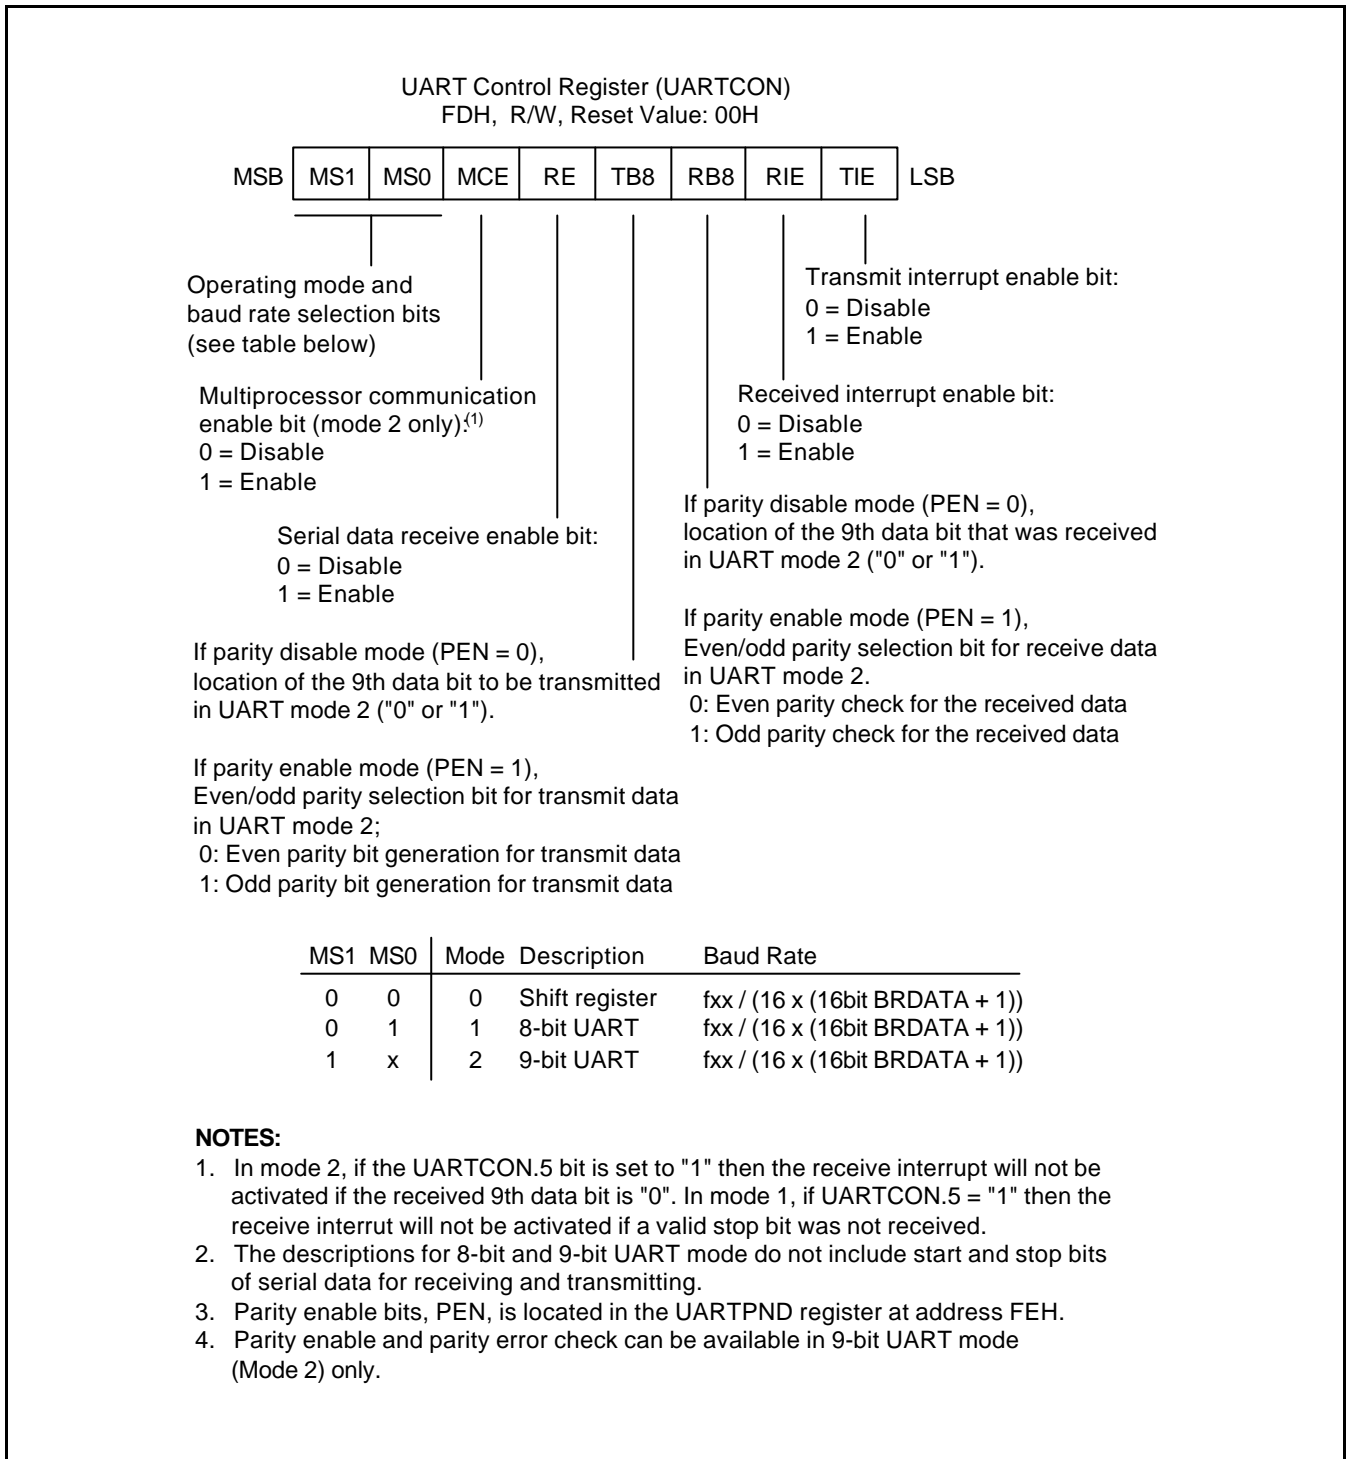 UART Control Register (UARTCON)
FDH, R/W, Reset Value: 00H
MSB MS1 MS0 MCE RE TB8 RB8 RIE TIE LSB
Operating mode and
baud rate selection bits
(see table below)
Transmit interrupt enable bit:
0 = Disable
1 = Enable
Multiprocessor communication
enable bit (mode 2 only):(1)
0 = Disable
1 = Enable
Received interrupt enable bit:
0 = Disable
1 = Enable
Serial data receive enable bit:
0 = Disable
1 = Enable
If parity disable mode (PEN = 0),
location of the 9th data bit that was received
in UART mode 2 ("0" or "1").
If parity enable mode (PEN = 1),
Even/odd parity selection bit for receive data
in UART mode 2.
0: Even parity check for the received data
1: Odd parity check for the received data
If parity disable mode (PEN = 0),
location of the 9th data bit to be transmitted
in UART mode 2 ("0" or "1").
If parity enable mode (PEN = 1),
Even/odd parity selection bit for transmit data
in UART mode 2;
0: Even parity bit generation for transmit data
1: Odd parity bit generation for transmit data
MS1 MS0 Mode Description Baud Rate
0 0 0 Shift register fxx / (16 x (16bit BRDATA + 1))
0 1 1 8-bit UART fxx / (16 x (16bit BRDATA + 1))
1 x 2 9-bit UART fxx / (16 x (16bit BRDATA + 1))
NOTES:
1. In mode 2, if the UARTCON.5 bit is set to "1" then the receive interrupt will not be
activated if the received 9th data bit is "0". In mode 1, if UARTCON.5 = "1" then the
receive interrut will not be activated if a valid stop bit was not received.
2. The descriptions for 8-bit and 9-bit UART mode do not include start and stop bits
of serial data for receiving and transmitting.
3. Parity enable bits, PEN, is located in the UARTPND register at address FEH.
4. Parity enable and parity error check can be available in 9-bit UART mode
(Mode 2) only.